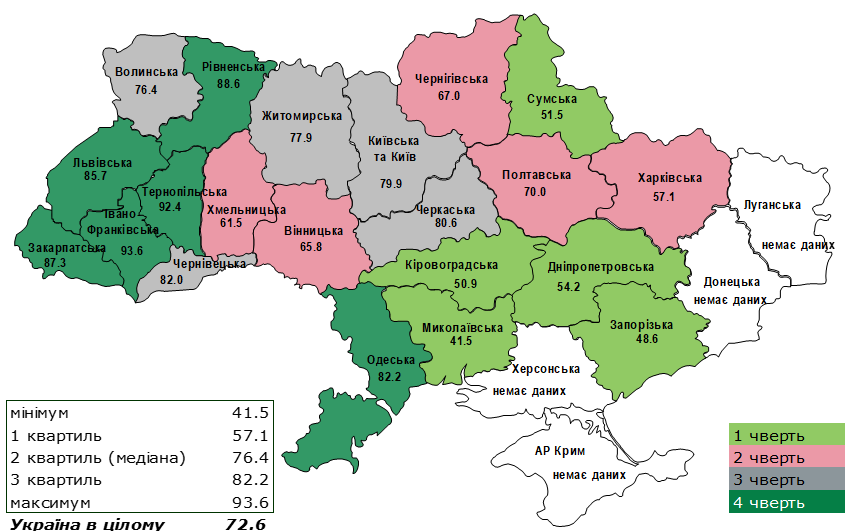 Волинська
76.4
Рівненська
88.6
Житомирська
77.9
Київська
та Київ
79.9
Чернігівська
67.0
Сумська
51.5
Львівська
85.7
Тернопільська
92.4
Хмельницька
61.5
Вінницька
65.8
Черкаська
80.6
Полтавська
70.0
Харківська
57.1
Луганська
немає даних
Івано
Франківська
93.6
Закарпатська
87.3
Чернівецька
82.0
Кіровоградська
50.9
Дніпропетровська
54.2
Донецька
немає даних
Одеська
82.2
Миколаївська
41.5
Запорізька
48.6
Херсонська
немає даних
АР Крим
немає даних
мінімум 41.5
1 квартиль 57.1
2 квартиль (медіана) 76.4
3 квартиль 82.2
максимум 93.6
Україна в цілому 72.6
1 чверть
2 чверть
3 чверть
4 чверть